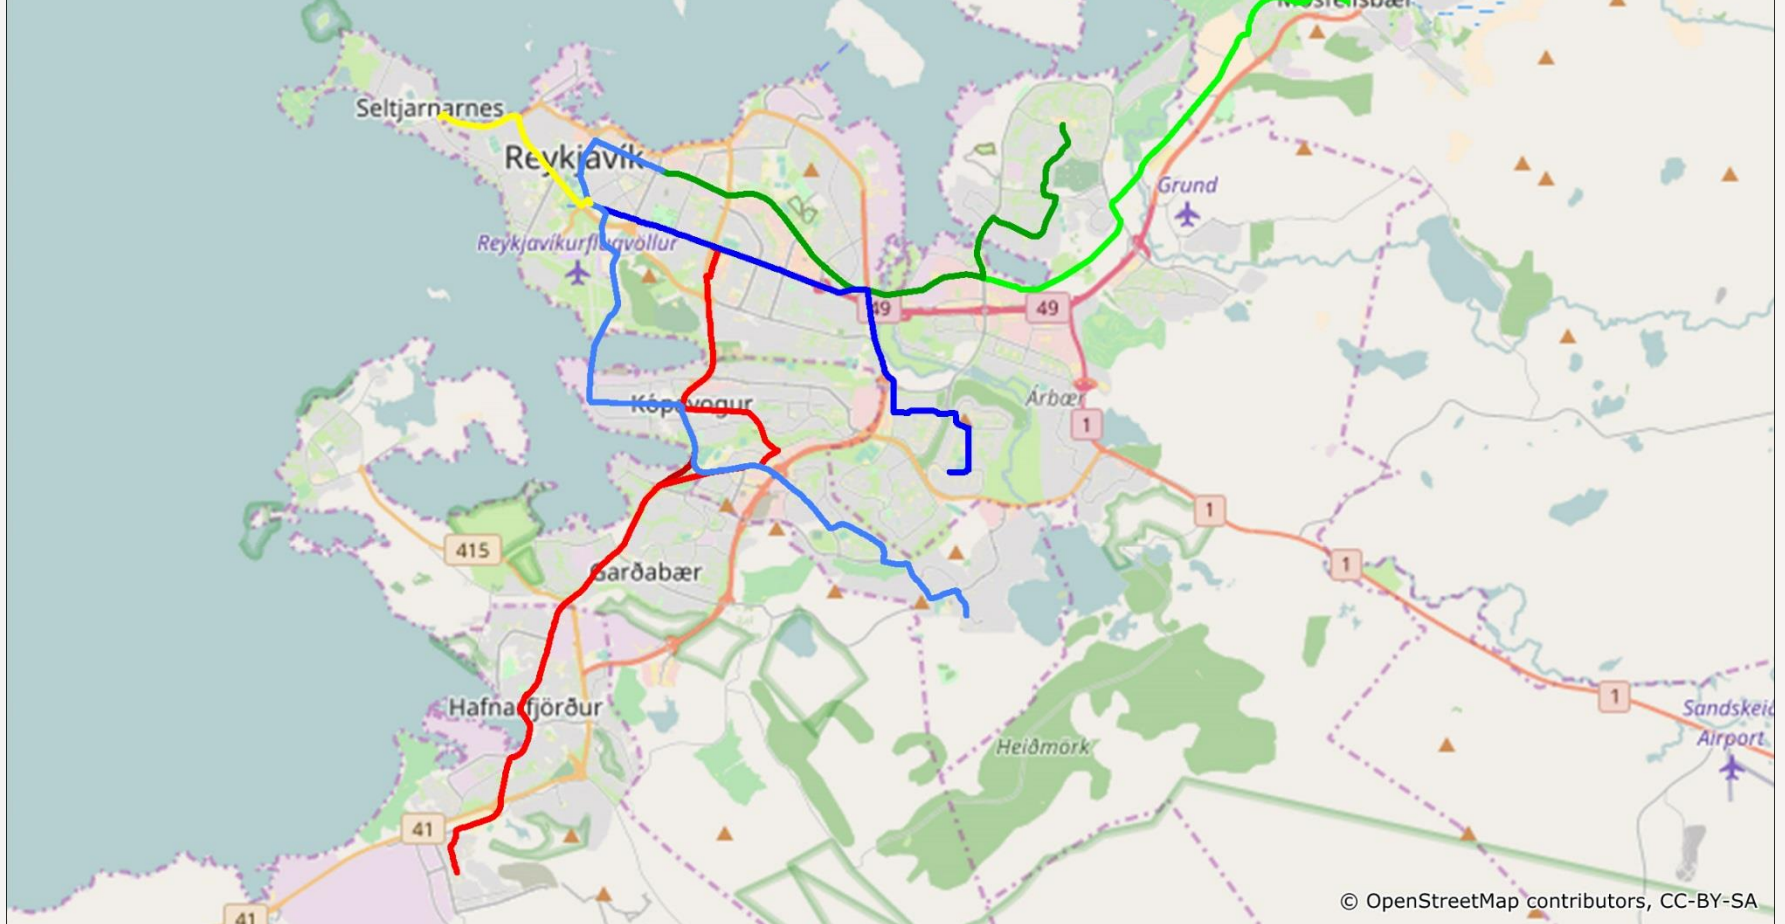 Mosfellsbær
Seltjarnarnes
Reykjavík
Grund
Reykjavíkurflugvöllur
49
49
Kópavogur
Árbær
1
1
415
1
Garðabær
1
Hafnarfjörður
Sandskeið
Airport
Heiðmörk
41
© OpenStreetMap contributors, CC-BY-SA
41